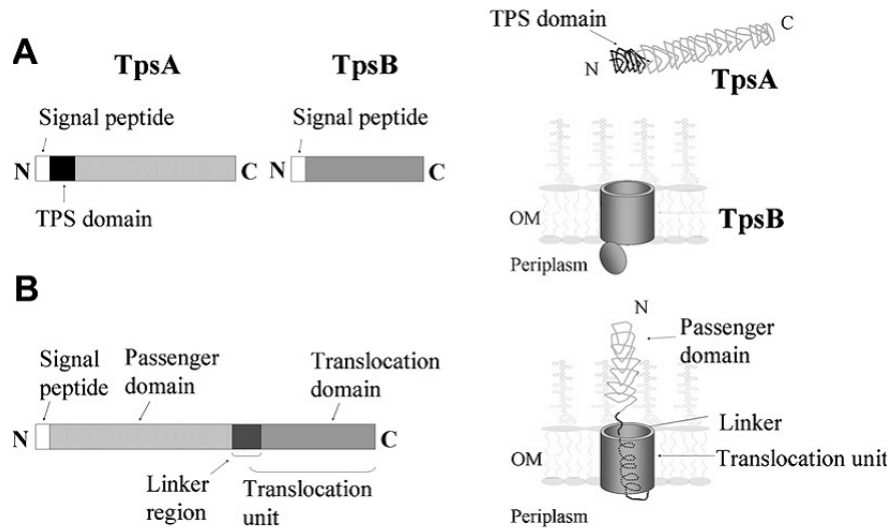 A
TpsA
TpsB
Signal peptide
Signal peptide
N
C
N
C
TPS domain
TPS domain
N
C
TpsA
OM
TpsB
Periplasm
B
Signal
peptide
Passenger
domain
Translocation
domain
N
C
Linker
region
Translocation
unit
N
Passenger
domain
Linker
OM
Translocation unit
Periplasm